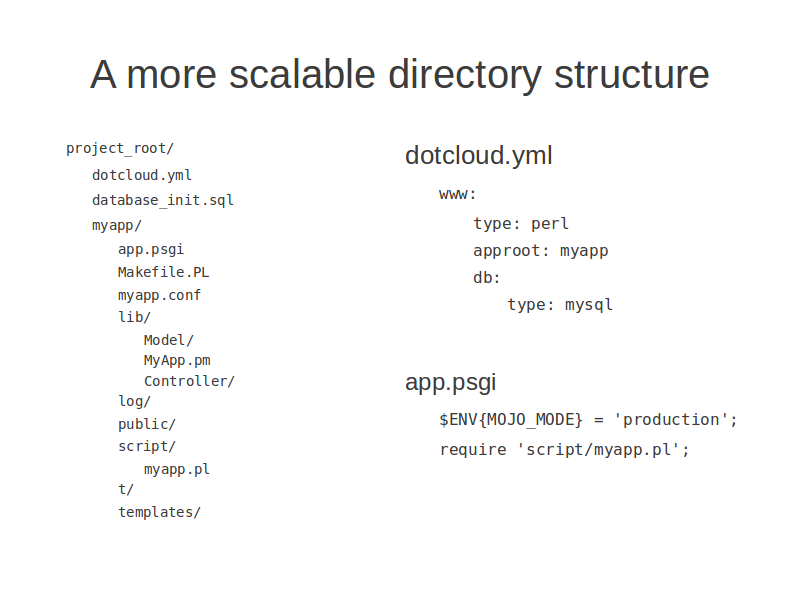 A more scalable directory structure
project_root/
dotcloud.yml
database_init.sql
myapp/
app.psgi
Makefile.PL
myapp.conf
lib/
Model/
MyApp.pm
Controller/
log/
public/
script/
myapp.pl
t/
templates/
dotcloud.yml
www:
type: perl
approot: myapp
db:
type: mysql
app.psgi
$ENV{MOJO_MODE} = 'production';
require 'script/myapp.pl';